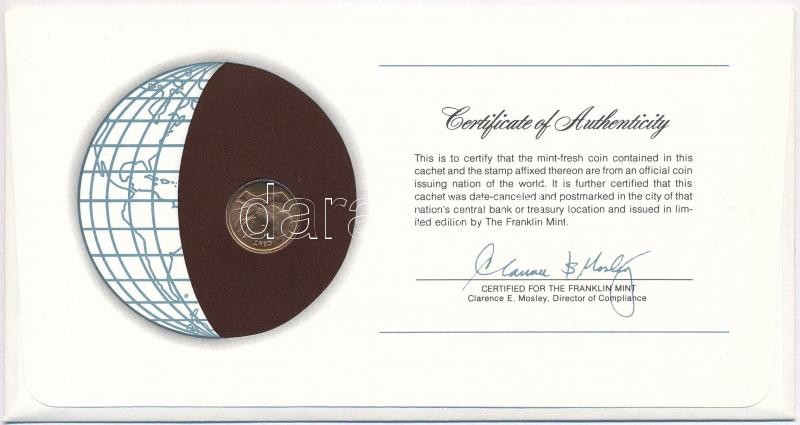 Certificate of Authenticity
This is to certify that the mint-fresh coin contained in this
cachet and the stamp affixed thereon are from an official coin
issuing nation of the world. It is further certified that this
cachet was date-canceled and postmarked in the city of that
nation's central bank or treasury location and issued in lim-
ited edition by The Franklin Mint.
CERTIFIED FOR THE FRANKLIN MINT
Clarence E. Mosley, Director of Compliance
CENT